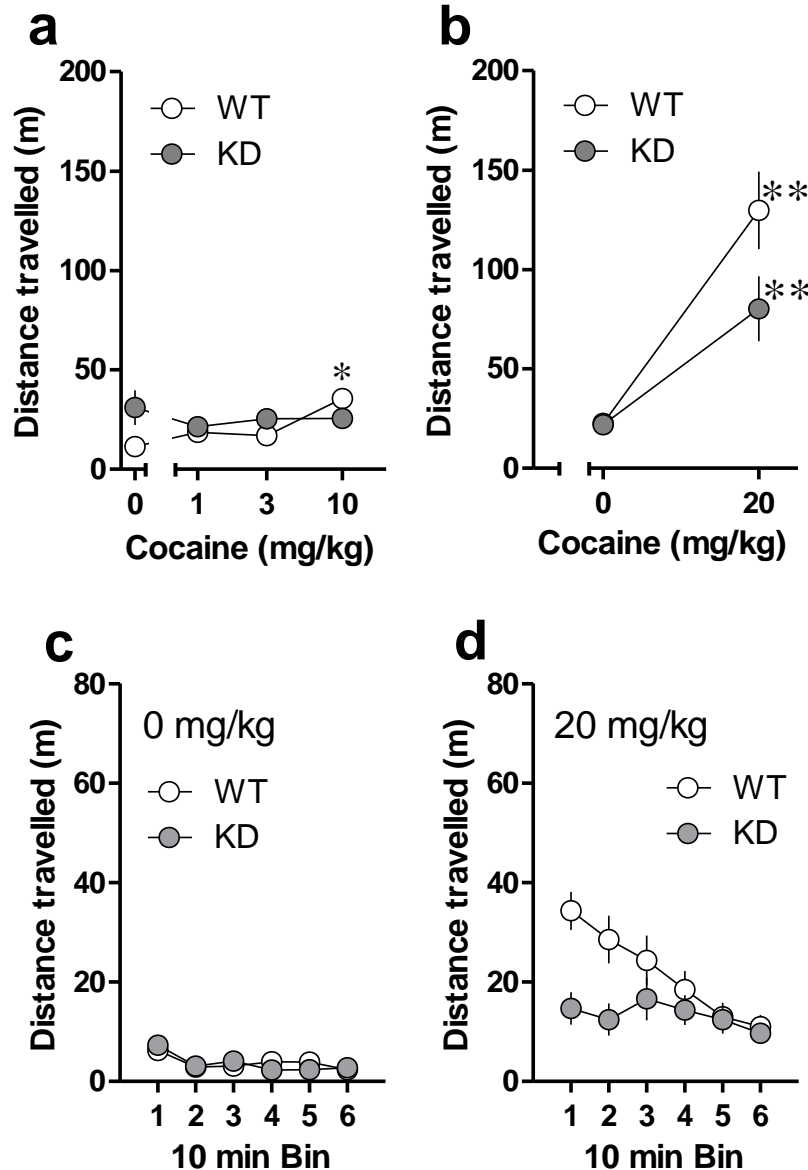 a
Distance travelled (m)
200
150
100
50
0
WT
KD
*
0 1 3 10
Cocaine (mg/kg)
b
Distance travelled (m)
200
150
100
50
0
WT
KD
**
**
0 20
Cocaine (mg/kg)
c
Distance travelled (m)
80
60
40
20
0
0 mg/kg
WT
KD
1 2 3 4 5 6
10 min Bin
d
Distance travelled (m)
80
60
40
20
0
20 mg/kg
WT
KD
1 2 3 4 5 6
10 min Bin